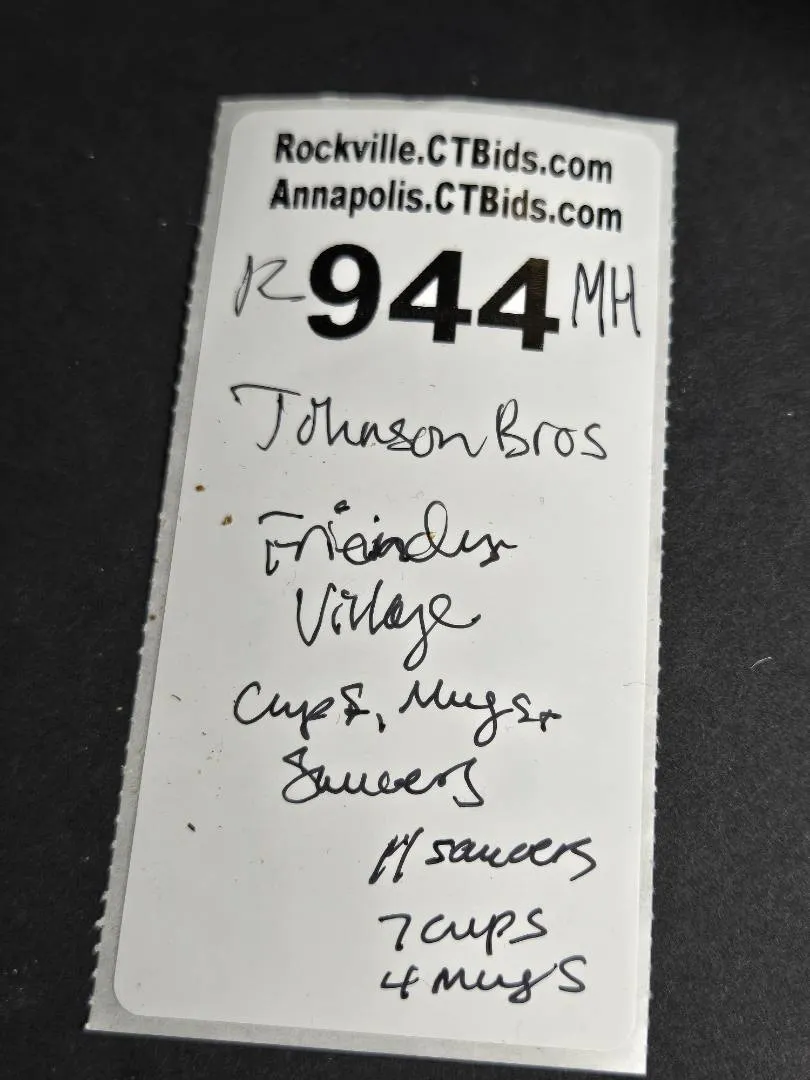 Rockville.CTBids.com
Annapolis.CTBids.com
R 944 MH
Johnson Bros
Friendly
Village
Cups, Mugs +
Saucers
saucers
7 cups
4 mugs